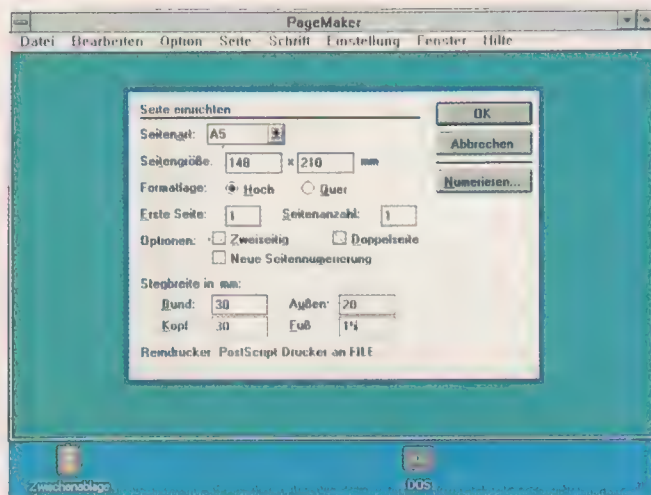 PageMaker
Datei Bearbeiten Option Seite Schrift Einstellung Fenster Hilfe
Seite einrichten
OK
Seitenart: A5
Abbrechen
Seitengröße: 148 x 210 mm
Formatlage: Hoch Quer
Numerieren...
Erste Seite: 1 Seitenanzahl: 1
Optionen: Zweiseitig Doppelseite
Neue Seitennumerierung
Stegbreite in mm:
Bund: 30 Außen: 20
Kopf 30 Fuß
Reindrucker PostScript Drucker an FILE
Zwischenablage
DOS